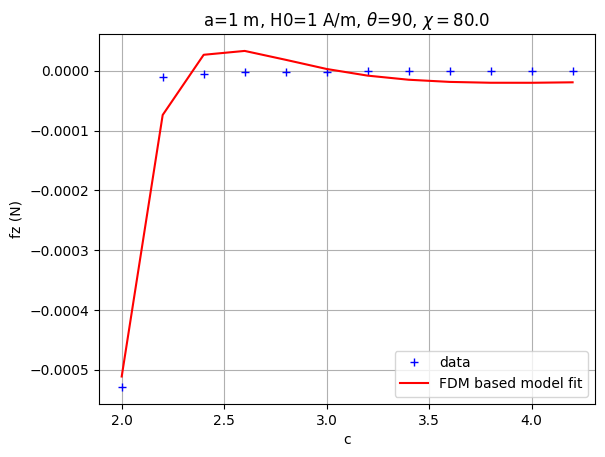 a=1 m, H0=1 A/m, θ=90, χ = 80.0
fz (N)
0.0000
−0.0001
−0.0002
−0.0003
−0.0004
−0.0005
data
FDM based model fit
2.0 2.5 3.0 3.5 4.0
c